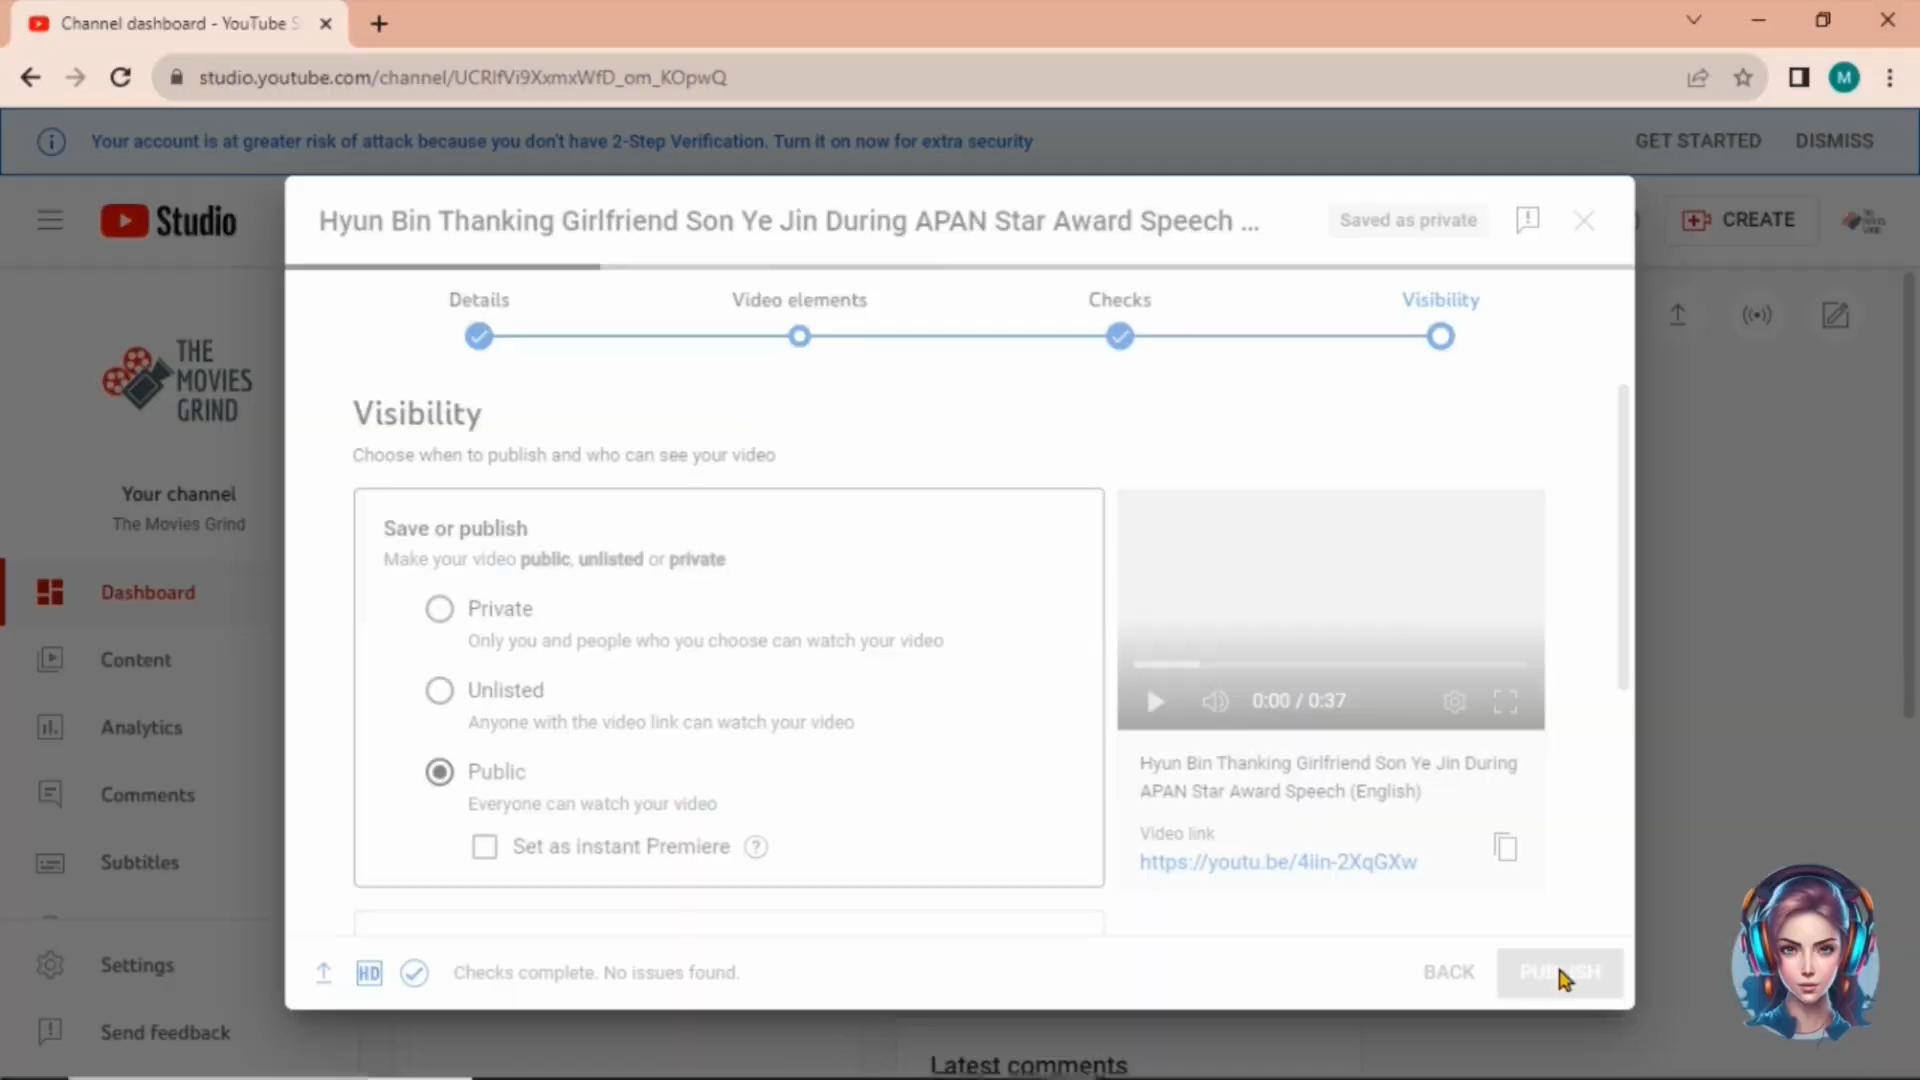 Channel dashboard - YouTube S
studio.youtube.com/channel/UCRIfVi9XxmxWfD_om_KOpwQ
M
Your account is at greater risk of attack because you don't have 2-Step Verification. Turn it on now for extra security
GET STARTED
DISMISS
Studio
Hyun Bin Thanking Girlfriend Son Ye Jin During APAN Star Award Speech ...
Saved as private
CREATE
Details
Video elements
Checks
Visibility
THE
MOVIES
GRIND
Your channel
The Movies Grind
Dashboard
Content
Analytics
Comments
Subtitles
Settings
Send feedback
Visibility
Choose when to publish and who can see your video
Save or publish
Make your video public, unlisted or private
Private
Only you and people who you choose can watch your video
Unlisted
Anyone with the video link can watch your video
Public
Everyone can watch your video
Set as instant Premiere ?
0:00 / 0:37
Hyun Bin Thanking Girlfriend Son Ye Jin During
APAN Star Award Speech (English)
Video link
https://youtu.be/4iin-2XqGXw
HD
Checks complete. No issues found.
BACK
PUBLISH
Latest comments